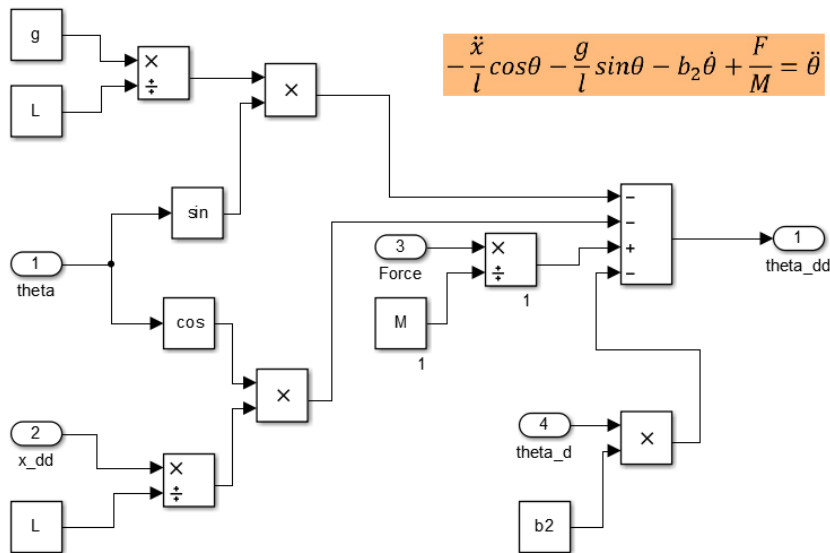 g
×
÷
L
×
-ẍ/l cosθ - g/l sinθ - b₂θ̇ + F/M = θ̈
sin
1
theta
3
Force
×
÷
1
M
1
-
-
+
-
1
theta_dd
cos
×
2
x_dd
×
÷
L
4
theta_d
×
b2